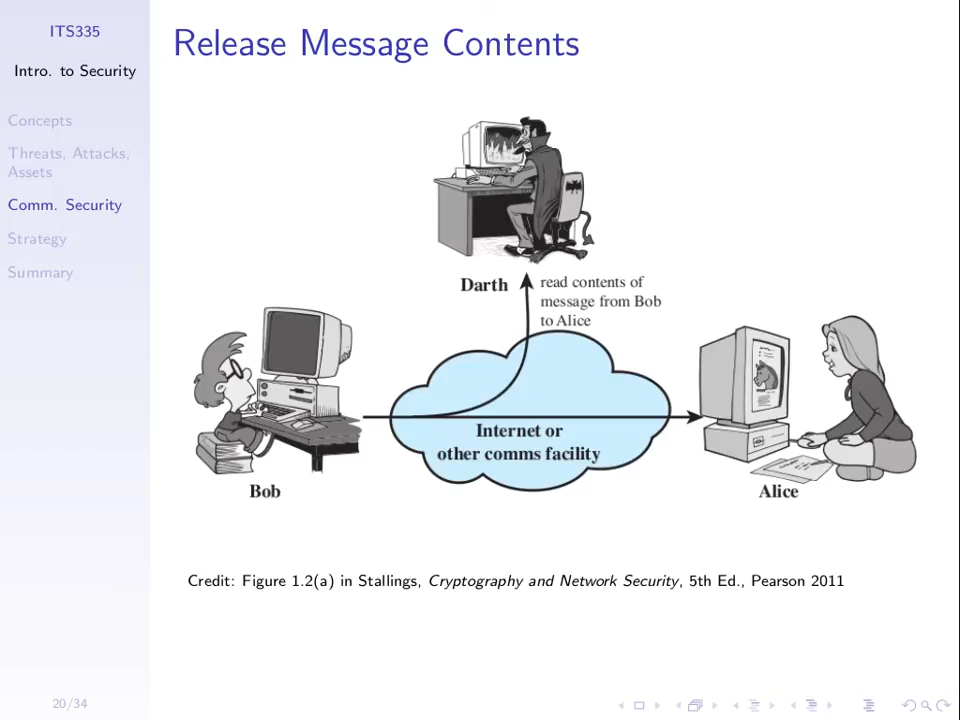 ITS335
Intro. to Security
Concepts
Threats, Attacks,
Assets
Comm. Security
Strategy
Summary
20/34
Release Message Contents
Darth
read contents of
message from Bob
to Alice
Internet or
other comms facility
Bob
Alice
Credit: Figure 1.2(a) in Stallings, Cryptography and Network Security, 5th Ed., Pearson 2011